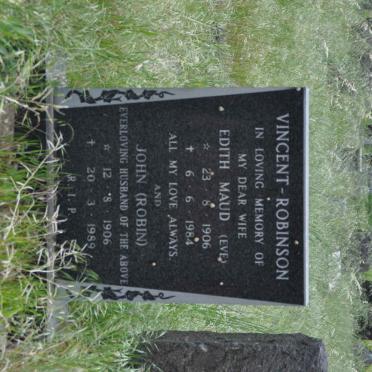 VINCENT-ROBINSON
IN LOVING MEMORY OF
MY DEAR WIFE
EDITH MAUD (EVE)
☆ 23. 8. 1906
✝ 6. 6. 1984
ALL MY LOVE ALWAYS.
AND
JOHN (ROBIN)
EVERLOVING HUSBAND OF THE ABOVE
☆ 12. 8. 1906
✝ 20. 3. 1989
R.I.P.